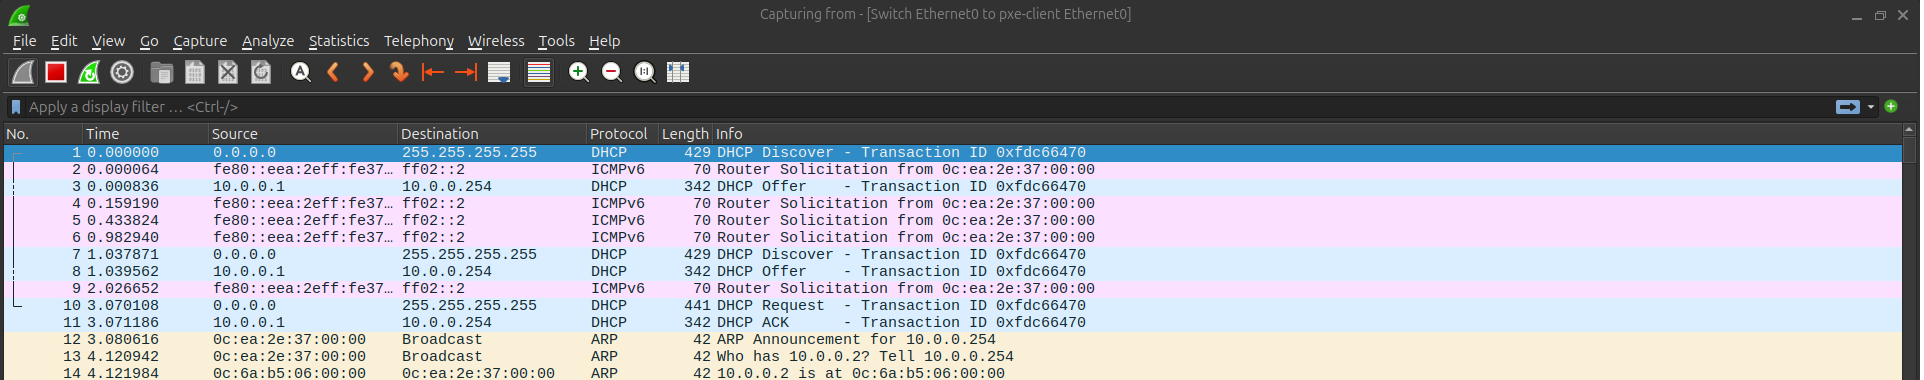 Capturing from - [Switch Ethernet0 to pxe-client Ethernet0]
File Edit View Go Capture Analyze Statistics Telephony Wireless Tools Help
Apply a display filter … <Ctrl-/>
No. Time Source Destination Protocol Length Info
1 0.000000 0.0.0.0 255.255.255.255 DHCP 429 DHCP Discover - Transaction ID 0xfdc66470
2 0.000064 fe80::eea:2eff:fe37… ff02::2 ICMPv6 70 Router Solicitation from 0c:ea:2e:37:00:00
3 0.000836 10.0.0.1 10.0.0.254 DHCP 342 DHCP Offer - Transaction ID 0xfdc66470
4 0.159190 fe80::eea:2eff:fe37… ff02::2 ICMPv6 70 Router Solicitation from 0c:ea:2e:37:00:00
5 0.433824 fe80::eea:2eff:fe37… ff02::2 ICMPv6 70 Router Solicitation from 0c:ea:2e:37:00:00
6 0.982940 fe80::eea:2eff:fe37… ff02::2 ICMPv6 70 Router Solicitation from 0c:ea:2e:37:00:00
7 1.037871 0.0.0.0 255.255.255.255 DHCP 429 DHCP Discover - Transaction ID 0xfdc66470
8 1.039562 10.0.0.1 10.0.0.254 DHCP 342 DHCP Offer - Transaction ID 0xfdc66470
9 2.026652 fe80::eea:2eff:fe37… ff02::2 ICMPv6 70 Router Solicitation from 0c:ea:2e:37:00:00
10 3.070108 0.0.0.0 255.255.255.255 DHCP 441 DHCP Request - Transaction ID 0xfdc66470
11 3.071186 10.0.0.1 10.0.0.254 DHCP 342 DHCP ACK - Transaction ID 0xfdc66470
12 3.080616 0c:ea:2e:37:00:00 Broadcast ARP 42 ARP Announcement for 10.0.0.254
13 4.120942 0c:ea:2e:37:00:00 Broadcast ARP 42 Who has 10.0.0.2? Tell 10.0.0.254
14 4.121984 0c:6a:b5:06:00:00 0c:ea:2e:37:00:00 ARP 42 10.0.0.2 is at 0c:6a:b5:06:00:00